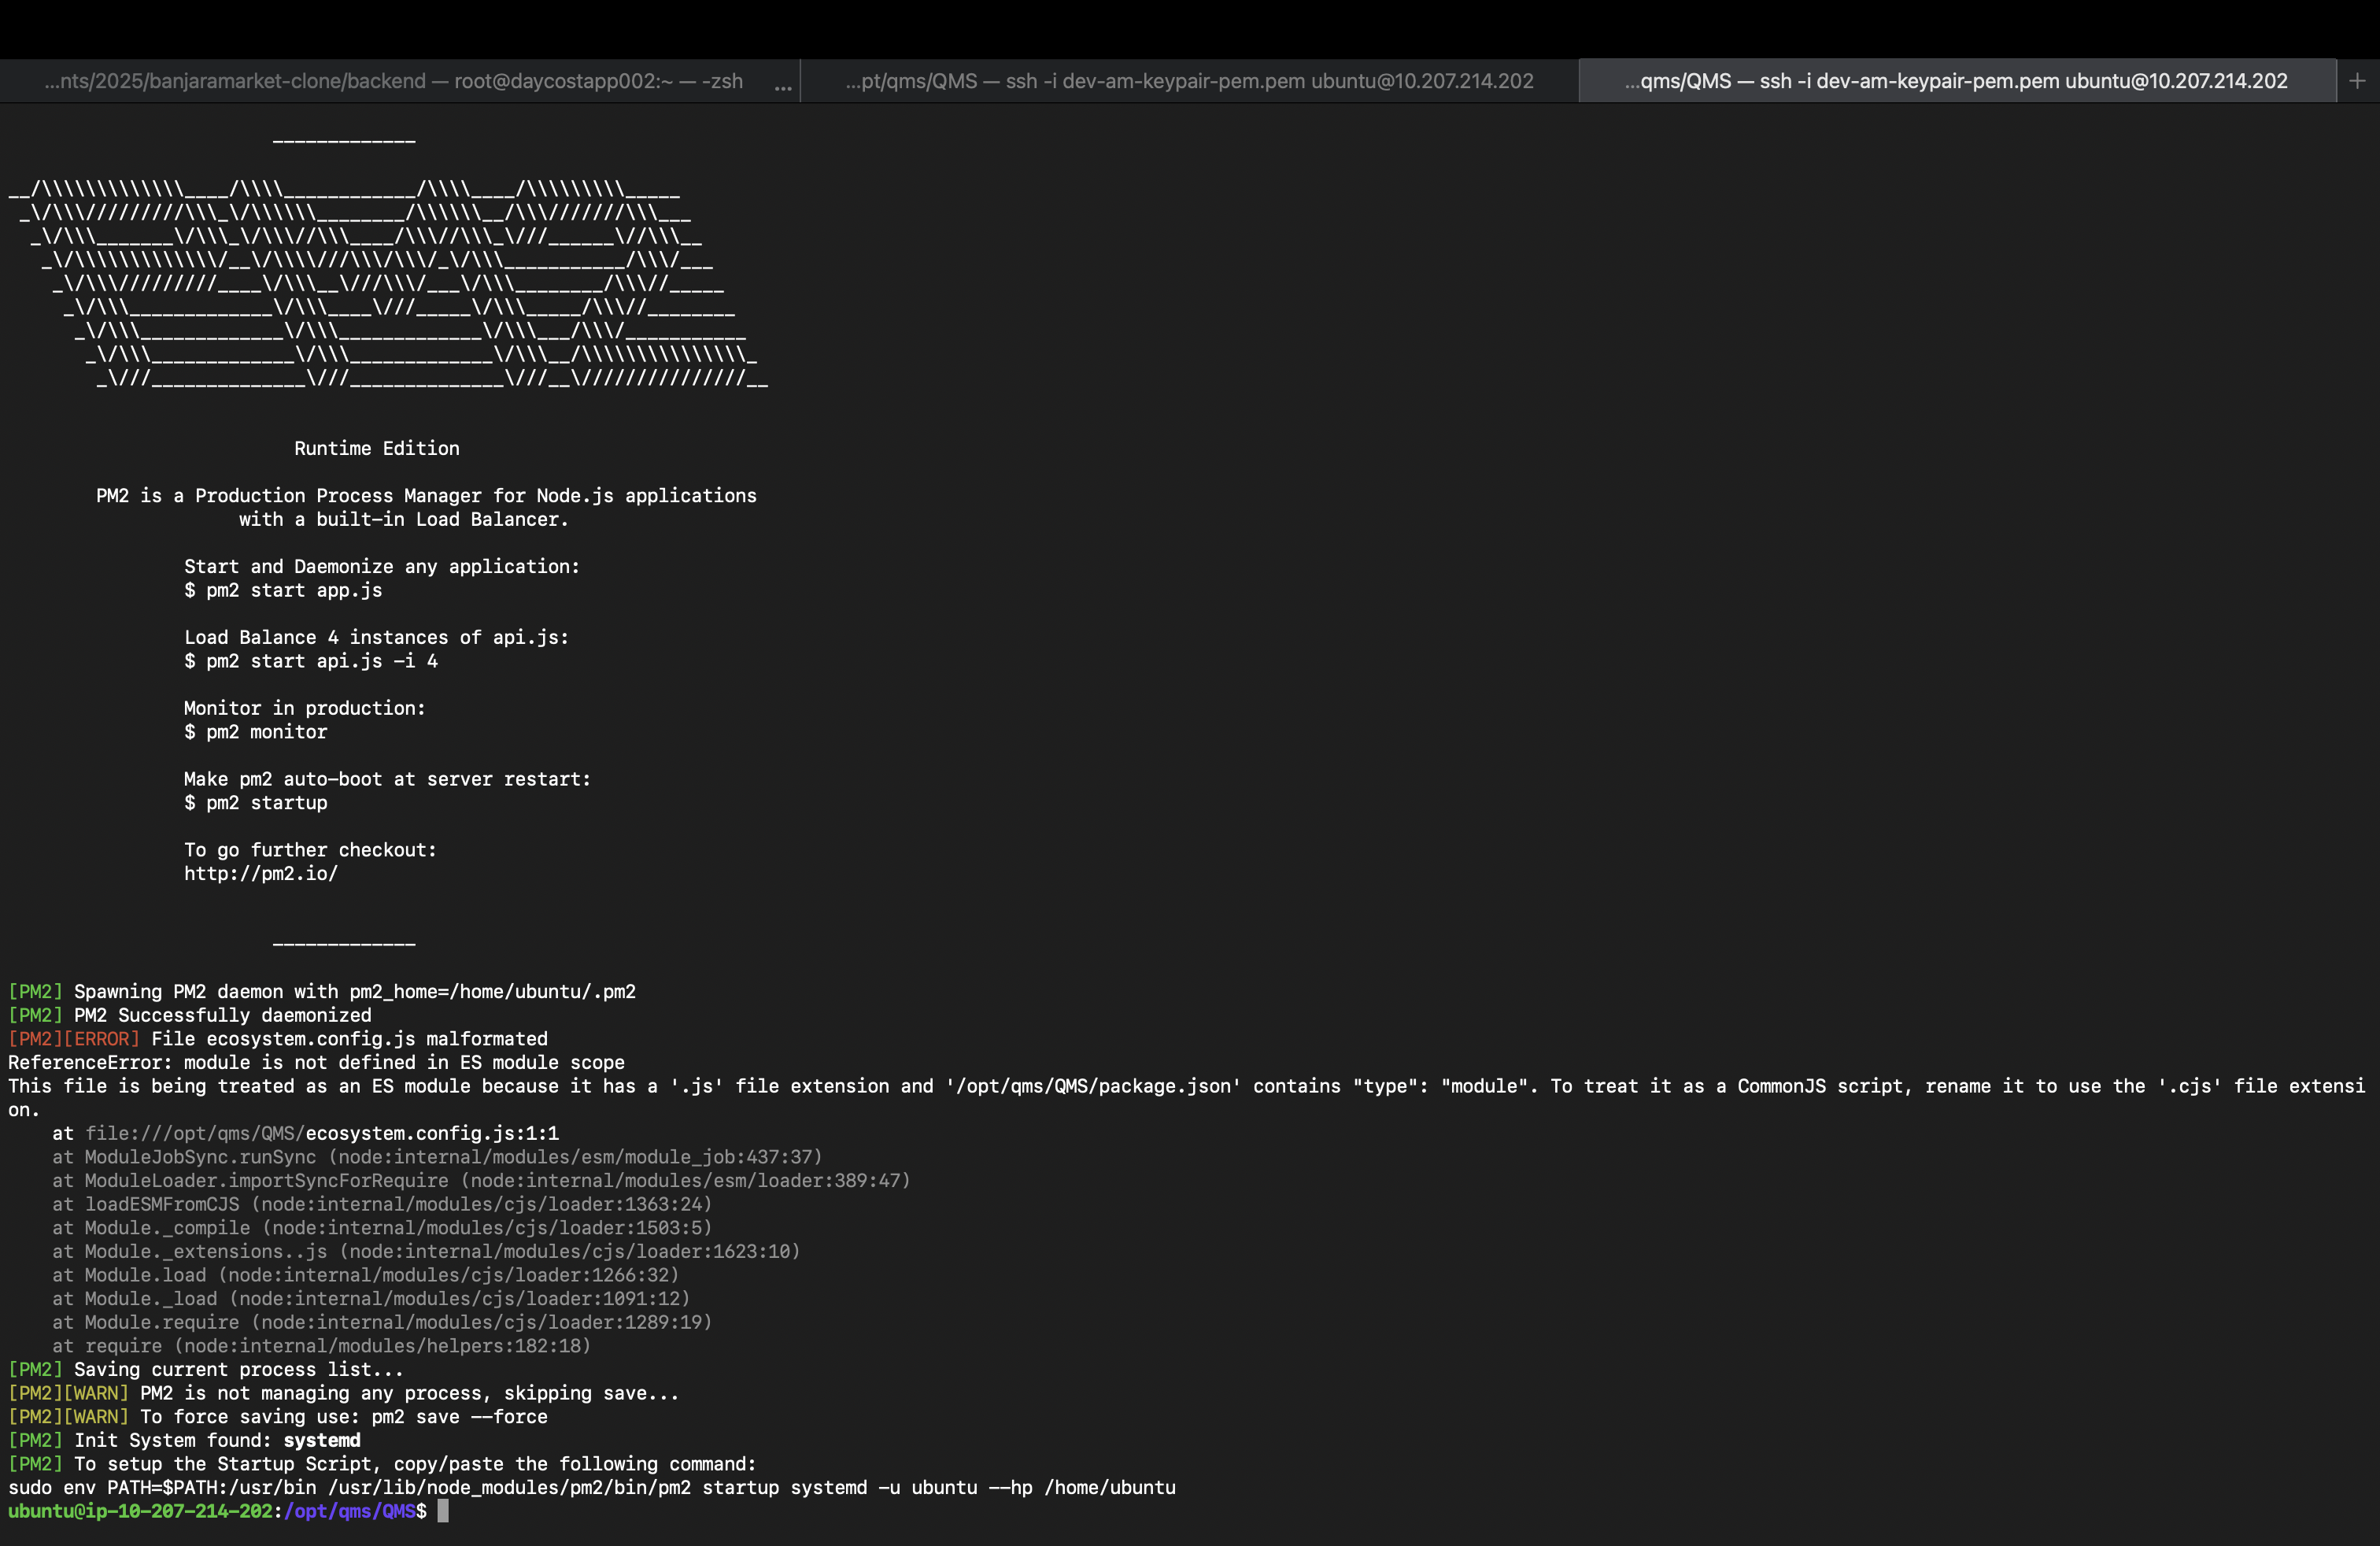 ...nts/2025/banjaramarket-clone/backend — root@daycostapp002:~ — -zsh ...
...pt/qms/QMS — ssh -i dev-am-keypair-pem.pem ubuntu@10.207.214.202
...qms/QMS — ssh -i dev-am-keypair-pem.pem ubuntu@10.207.214.202 +
-------------
__/\\\\\\\\\\\\\____/\\\\____________/\\\\____/\\\\\\\\\_____
_\/\\\/////////\\\_\/\\\\\\________/\\\\\\__/\\\///////\\\___
_\/\\\_______\/\\\_\/\\\//\\\____/\\\//\\\_\///______\//\\\__
_\/\\\\\\\\\\\\\/__\/\\\\///\\\/\\\/_\/\\\___________/\\\/___
_\/\\\/////////____\/\\\__\///\\\/___\/\\\________/\\\//_____
_\/\\\_____________\/\\\____\///_____\/\\\_____/\\\//________
_\/\\\_____________\/\\\_____________\/\\\___/\\\/___________
_\/\\\_____________\/\\\_____________\/\\\__/\\\\\\\\\\\\\\\_
_\///______________\///______________\///__\///////////////__
Runtime Edition
PM2 is a Production Process Manager for Node.js applications
with a built-in Load Balancer.
Start and Daemonize any application:
$ pm2 start app.js
Load Balance 4 instances of api.js:
$ pm2 start api.js -i 4
Monitor in production:
$ pm2 monitor
Make pm2 auto-boot at server restart:
$ pm2 startup
To go further checkout:
http://pm2.io/
-------------
[PM2] Spawning PM2 daemon with pm2_home=/home/ubuntu/.pm2
[PM2] PM2 Successfully daemonized
[PM2][ERROR] File ecosystem.config.js malformated
ReferenceError: module is not defined in ES module scope
This file is being treated as an ES module because it has a '.js' file extension and '/opt/qms/QMS/package.json' contains "type": "module". To treat it as a CommonJS script, rename it to use the '.cjs' file extensi
on.
at file:///opt/qms/QMS/ecosystem.config.js:1:1
at ModuleJobSync.runSync (node:internal/modules/esm/module_job:437:37)
at ModuleLoader.importSyncForRequire (node:internal/modules/esm/loader:389:47)
at loadESMFromCJS (node:internal/modules/cjs/loader:1363:24)
at Module._compile (node:internal/modules/cjs/loader:1503:5)
at Module._extensions..js (node:internal/modules/cjs/loader:1623:10)
at Module.load (node:internal/modules/cjs/loader:1266:32)
at Module._load (node:internal/modules/cjs/loader:1091:12)
at Module.require (node:internal/modules/cjs/loader:1289:19)
at require (node:internal/modules/helpers:182:18)
[PM2] Saving current process list...
[PM2][WARN] PM2 is not managing any process, skipping save...
[PM2][WARN] To force saving use: pm2 save --force
[PM2] Init System found: systemd
[PM2] To setup the Startup Script, copy/paste the following command:
sudo env PATH=$PATH:/usr/bin /usr/lib/node_modules/pm2/bin/pm2 startup systemd -u ubuntu --hp /home/ubuntu
ubuntu@ip-10-207-214-202:/opt/qms/QMS$